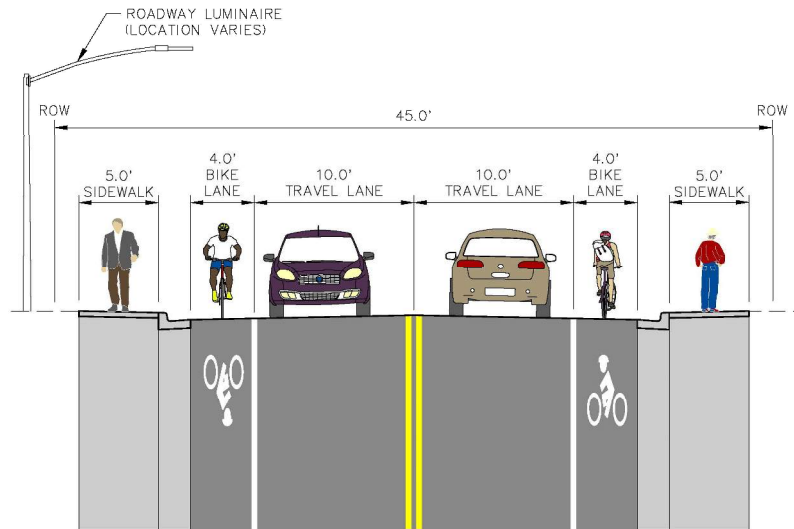 ROADWAY LUMINAIRE
(LOCATION VARIES)
ROW
45.0'
ROW
5.0'
SIDEWALK
4.0'
BIKE
LANE
10.0'
TRAVEL LANE
10.0'
TRAVEL LANE
4.0'
BIKE
LANE
5.0'
SIDEWALK